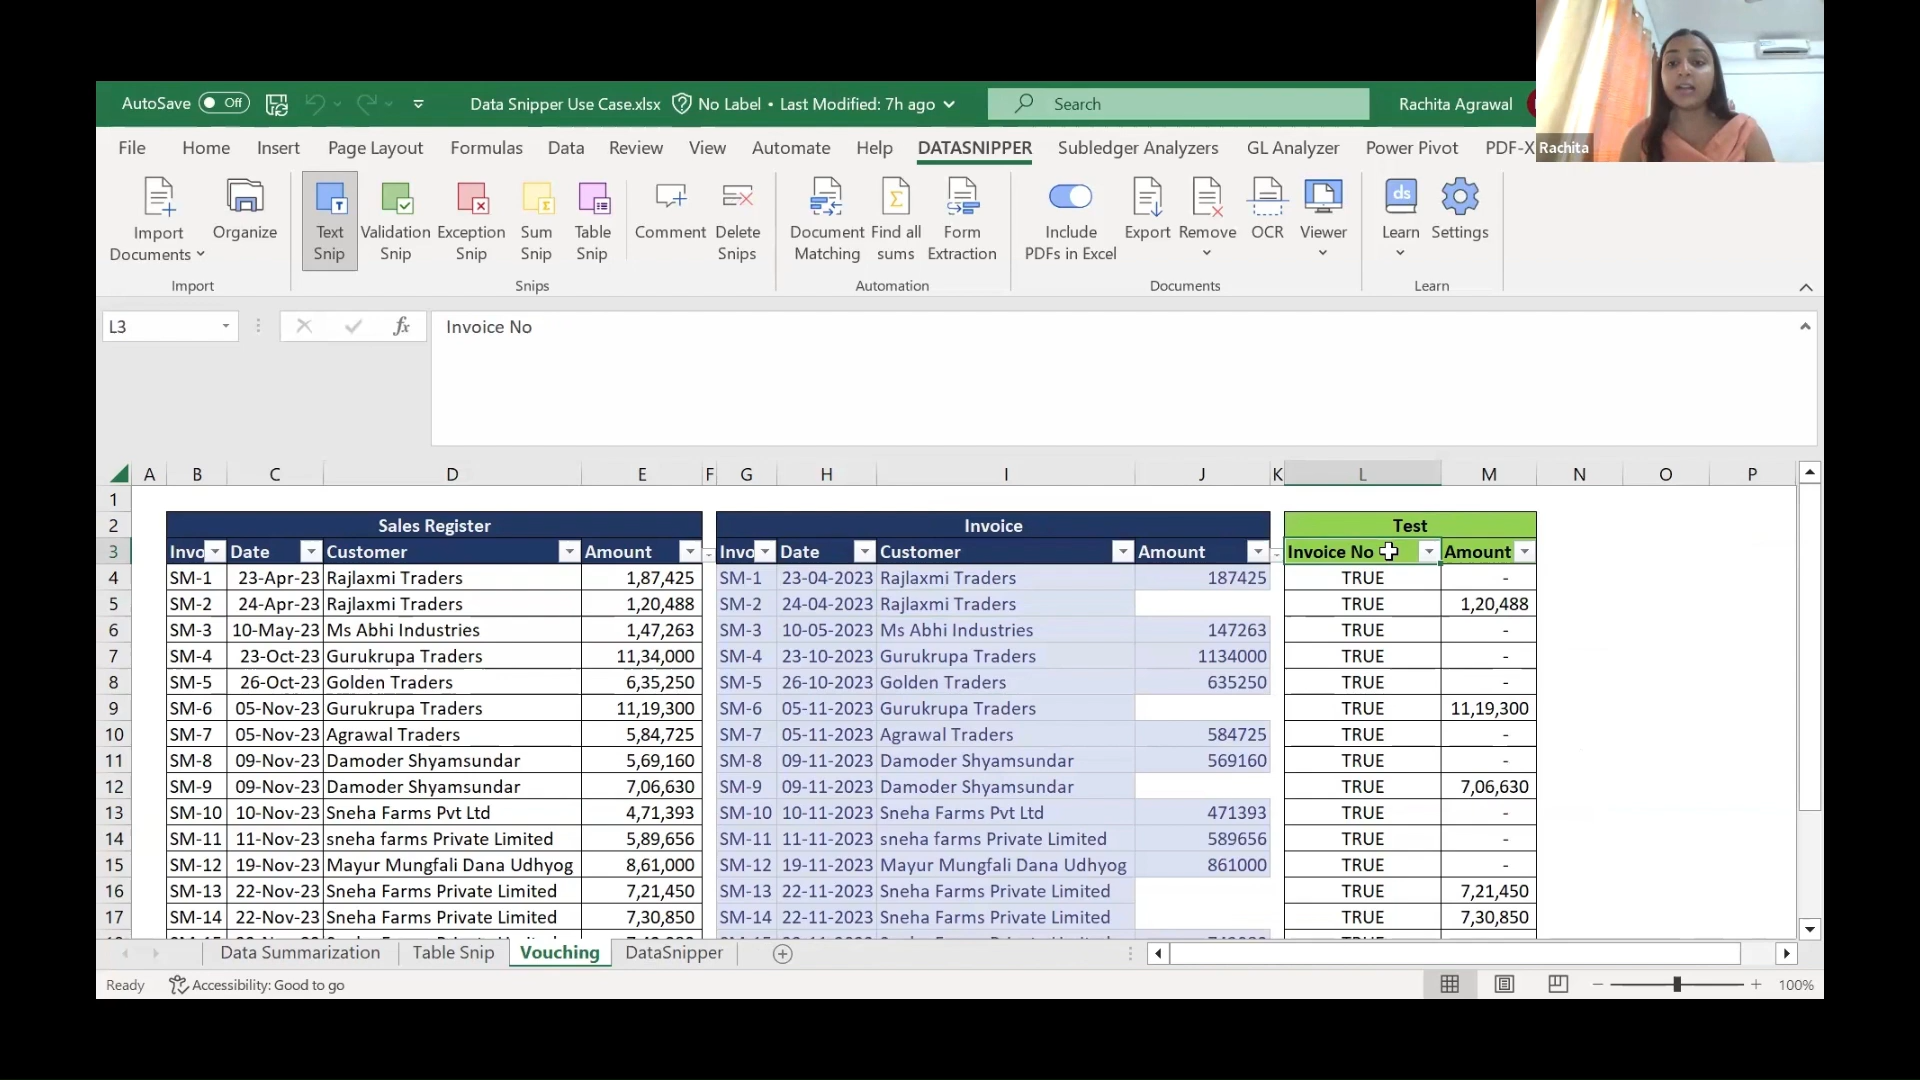 AutoSave Off Data Snipper Use Case.xlsx No Label • Last Modified: 7h ago Search Rachita Agrawal
Rachita
File Home Insert Page Layout Formulas Data Review View Automate Help DATASNIPPER Subledger Analyzers GL Analyzer Power Pivot PDF-X
Import Documents Organize Text Snip Validation Snip Exception Snip Sum Snip Table Snip Comment Delete Snips Document Matching Find all sums Form Extraction Include PDFs in Excel Export Remove OCR Viewer ds Learn Settings
Import Snips Automation Documents Learn
L3 fx Invoice No
A B C D E F G H I J K L M N O P
1
2 Sales Register Invoice Test
3 Invo Date Customer Amount Invo Date Customer Amount Invoice No Amount
4 SM-1 23-Apr-23 Rajlaxmi Traders 1,87,425 SM-1 23-04-2023 Rajlaxmi Traders 187425 TRUE -
5 SM-2 24-Apr-23 Rajlaxmi Traders 1,20,488 SM-2 24-04-2023 Rajlaxmi Traders TRUE 1,20,488
6 SM-3 10-May-23 Ms Abhi Industries 1,47,263 SM-3 10-05-2023 Ms Abhi Industries 147263 TRUE -
7 SM-4 23-Oct-23 Gurukrupa Traders 11,34,000 SM-4 23-10-2023 Gurukrupa Traders 1134000 TRUE -
8 SM-5 26-Oct-23 Golden Traders 6,35,250 SM-5 26-10-2023 Golden Traders 635250 TRUE -
9 SM-6 05-Nov-23 Gurukrupa Traders 11,19,300 SM-6 05-11-2023 Gurukrupa Traders TRUE 11,19,300
10 SM-7 05-Nov-23 Agrawal Traders 5,84,725 SM-7 05-11-2023 Agrawal Traders 584725 TRUE -
11 SM-8 09-Nov-23 Damoder Shyamsundar 5,69,160 SM-8 09-11-2023 Damoder Shyamsundar 569160 TRUE -
12 SM-9 09-Nov-23 Damoder Shyamsundar 7,06,630 SM-9 09-11-2023 Damoder Shyamsundar TRUE 7,06,630
13 SM-10 10-Nov-23 Sneha Farms Pvt Ltd 4,71,393 SM-10 10-11-2023 Sneha Farms Pvt Ltd 471393 TRUE -
14 SM-11 11-Nov-23 sneha farms Private Limited 5,89,656 SM-11 11-11-2023 sneha farms Private Limited 589656 TRUE -
15 SM-12 19-Nov-23 Mayur Mungfali Dana Udhyog 8,61,000 SM-12 19-11-2023 Mayur Mungfali Dana Udhyog 861000 TRUE -
16 SM-13 22-Nov-23 Sneha Farms Private Limited 7,21,450 SM-13 22-11-2023 Sneha Farms Private Limited TRUE 7,21,450
17 SM-14 22-Nov-23 Sneha Farms Private Limited 7,30,850 SM-14 22-11-2023 Sneha Farms Private Limited TRUE 7,30,850
Data Summarization Table Snip Vouching DataSnipper
Ready Accessibility: Good to go 100%